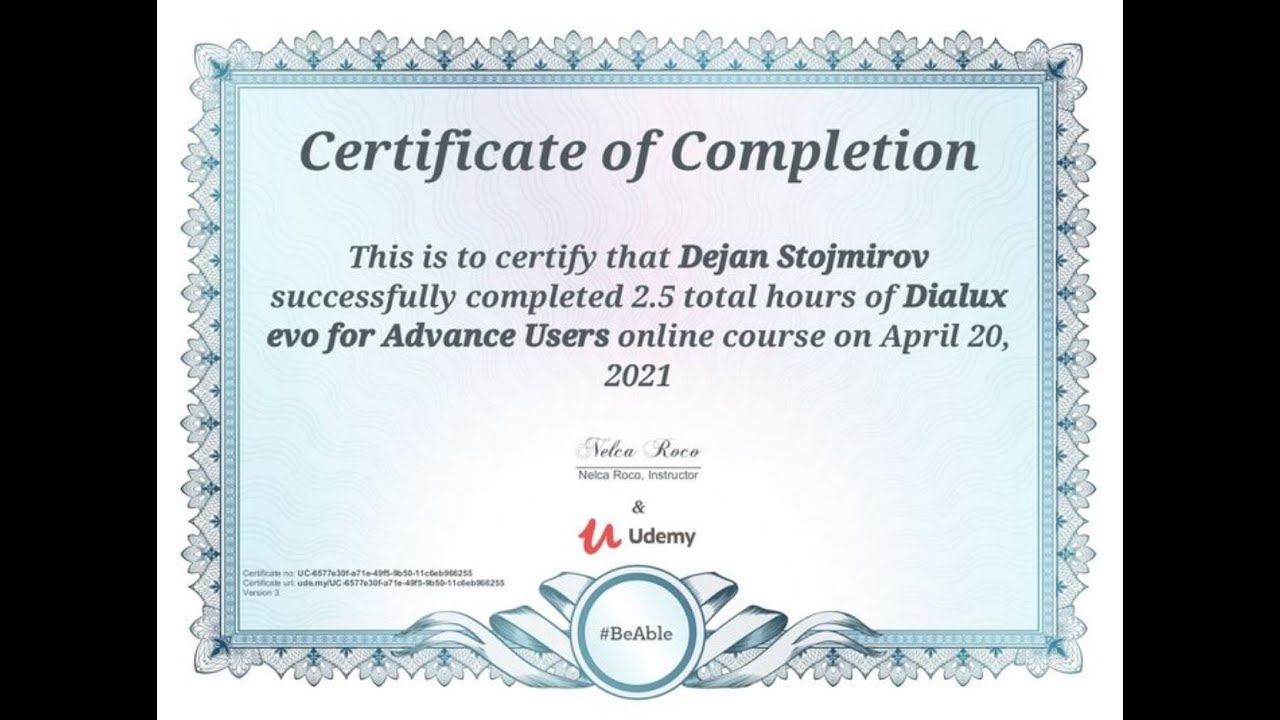 Certificate of Completion
This is to certify that Dejan Stojmirov
successfully completed 2.5 total hours of Dialux
evo for Advance Users online course on April 20,
2021
Nelca Roco
Nelca Roco, Instructor
&
Udemy
Certificate no: UC-6577e30f-a71e-49f5-9b50-11c6eb966255
Certificate url: ude.my/UC-6577e30f-a71e-49f5-9b50-11c6eb966255
Version 3
#BeAble